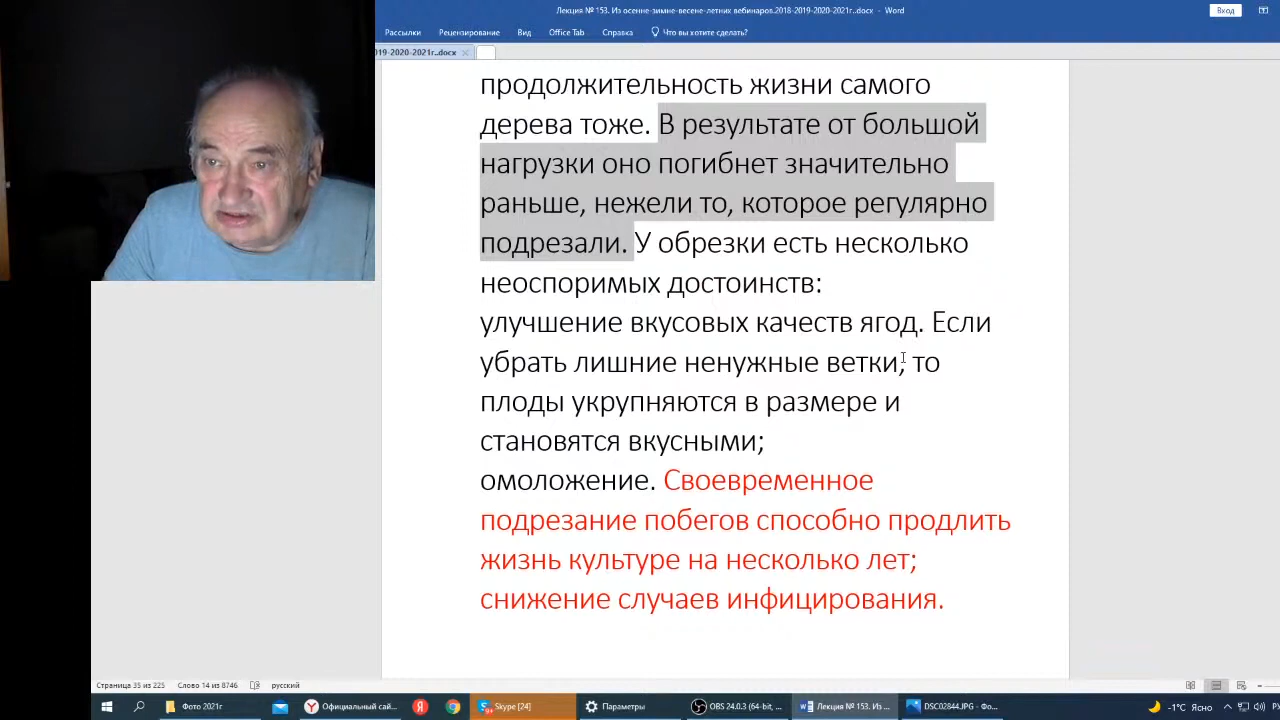 Лекция № 153. Из осенне-зимне-весене-летних вебинаров.2018-2019-2020-2021г..docx - Word
Вход
Рассылки Рецензирование Вид Office Tab Справка Что вы хотите сделать?
019-2020-2021г..docx
продолжительность жизни самого
дерева тоже. В результате от большой
нагрузки оно погибнет значительно
раньше, нежели то, которое регулярно
подрезали. У обрезки есть несколько
неоспоримых достоинств:
улучшение вкусовых качеств ягод. Если
убрать лишние ненужные ветки, то
плоды укрупняются в размере и
становятся вкусными;
омоложение. Своевременное
подрезание побегов способно продлить
жизнь культуре на несколько лет;
снижение случаев инфицирования.
Страница 35 из 225 Слово 14 из 8746 русский
Фото 2021г Официальный сай... Я Skype [24] Параметры OBS 24.0.3 (64-bit, ... Лекция № 153. Из ... DSC02844.JPG - Фо... -1°C Ясно